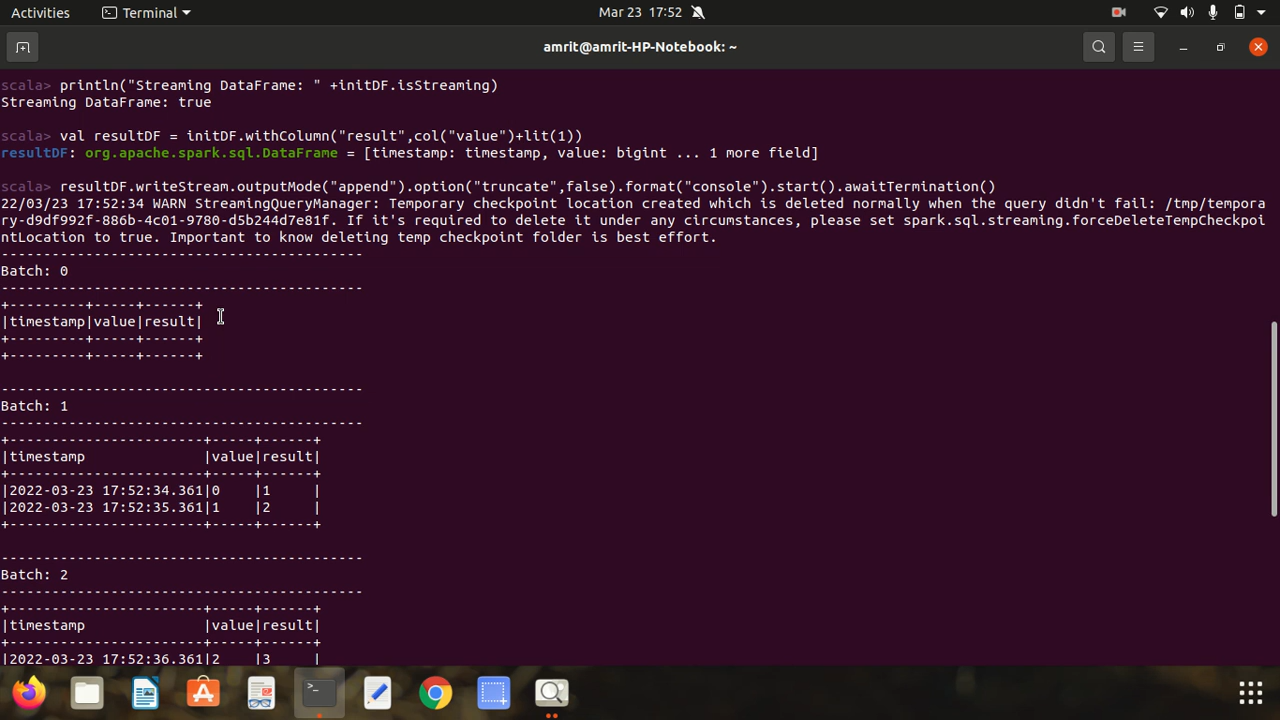 Activities
Terminal
Mar 23 17:52
amrit@amrit-HP-Notebook: ~
scala> println("Streaming DataFrame: " +initDF.isStreaming)
Streaming DataFrame: true
scala> val resultDF = initDF.withColumn("result",col("value")+lit(1))
resultDF: org.apache.spark.sql.DataFrame = [timestamp: timestamp, value: bigint ... 1 more field]
scala> resultDF.writeStream.outputMode("append").option("truncate",false).format("console").start().awaitTermination()
22/03/23 17:52:34 WARN StreamingQueryManager: Temporary checkpoint location created which is deleted normally when the query didn't fail: /tmp/tempora
ry-d9df992f-886b-4c01-9780-d5b244d7e81f. If it's required to delete it under any circumstances, please set spark.sql.streaming.forceDeleteTempCheckpoi
ntLocation to true. Important to know deleting temp checkpoint folder is best effort.
-------------------------------------------
Batch: 0
-------------------------------------------
+---------+-----+------+
|timestamp|value|result|
+---------+-----+------+
+---------+-----+------+
-------------------------------------------
Batch: 1
-------------------------------------------
+-----------------------+-----+------+
|timestamp              |value|result|
+-----------------------+-----+------+
|2022-03-23 17:52:34.361|0    |1     |
|2022-03-23 17:52:35.361|1    |2     |
+-----------------------+-----+------+
-------------------------------------------
Batch: 2
-------------------------------------------
+-----------------------+-----+------+
|timestamp              |value|result|
+-----------------------+-----+------+
|2022-03-23 17:52:36.361|2    |3     |